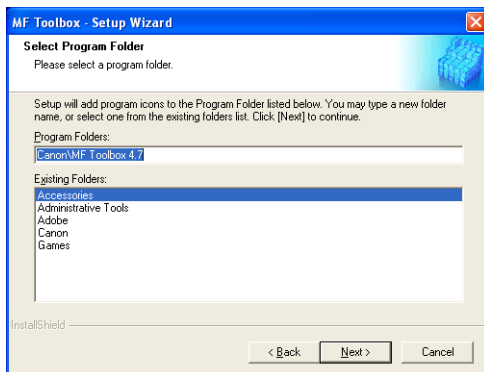 MF Toolbox - Setup Wizard
Select Program Folder
Please select a program folder.
Setup will add program icons to the Program Folder listed below. You may type a new folder
name, or select one from the existing folders list. Click [Next] to continue.
Program Folders:
Canon\MF Toolbox 4.7
Existing Folders:
Accessories
Administrative Tools
Adobe
Canon
Games
InstallShield
< Back Next > Cancel